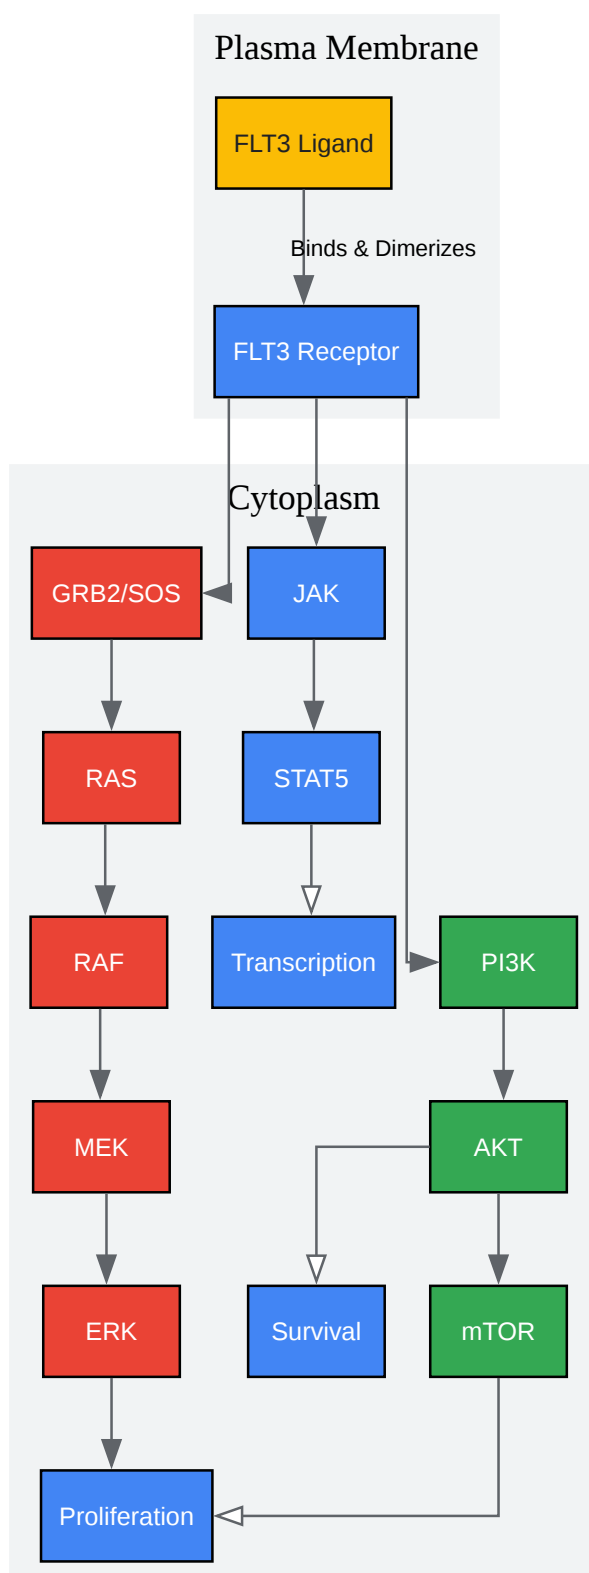 Plasma Membrane
FLT3 Ligand
Binds & Dimerizes
FLT3 Receptor
Cytoplasm
GRB2/SOS
JAK
RAS
STAT5
RAF
Transcription
PI3K
MEK
AKT
ERK
Survival
mTOR
Proliferation